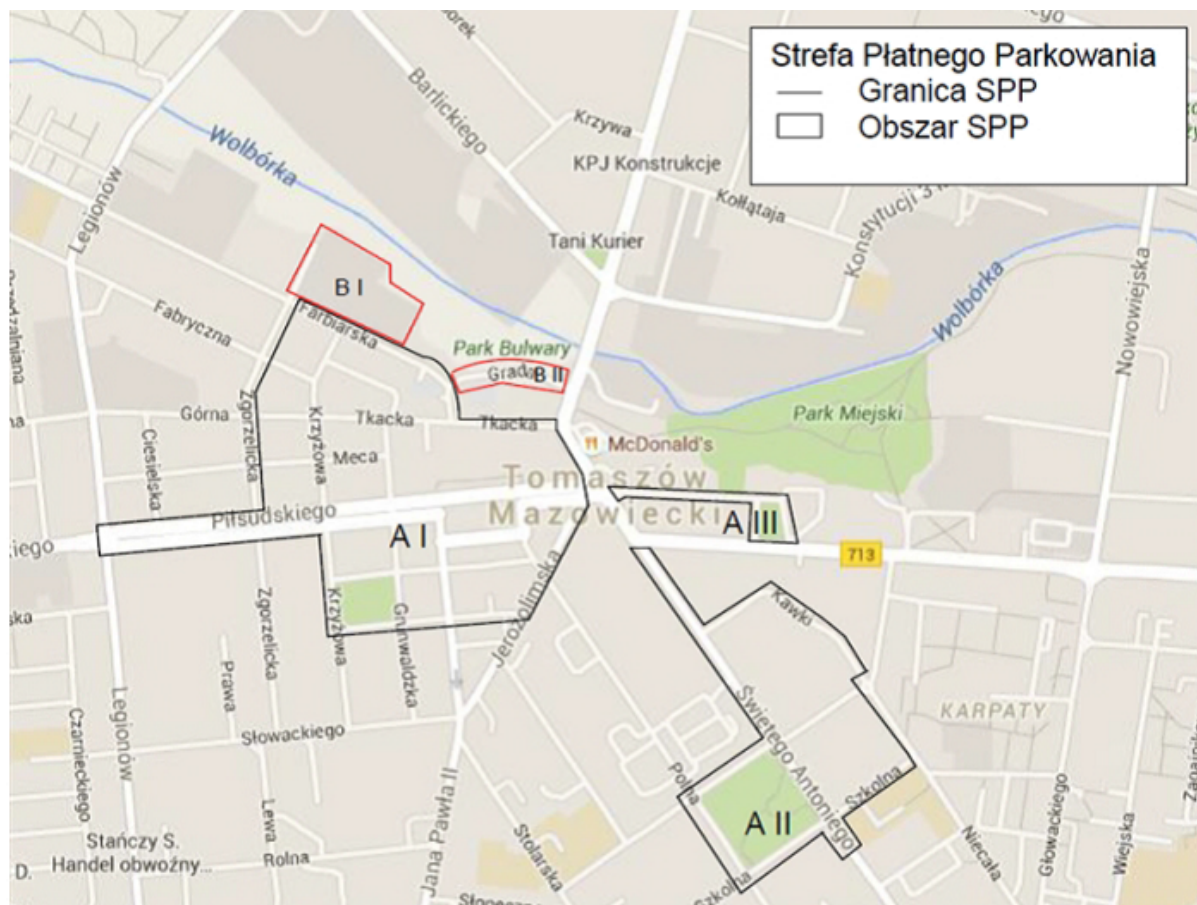 Strefa Płatnego Parkowania
Granica SPP
Obszar SPP
Barlickiego
Krzywa
KPJ Konstrukcje
Kołłątaja
Konstytucji 3
Tani Kurier
Wolbórka
Legionów
Nowowiejska
Wolbórka
B I
Farbiarska
Fabryczna
Park Bulwary
B II
Park Miejski
Górna
Zgorzelicka
Krzyżowa
Tkacka
Tkacka
Ciesielska
Meca
McDonald's
Tomaszów
Mazowiecki
Piłsudskiego
A I
A III
713
kiego
Jerozolimska
Kawki
Zgorzelicka
Krzyżowa
Grunwaldzka
Prawa
Legionów
Czarnieckiego
Słowackiego
Świętego Antoniego
KARPATY
Polna
Szkolna
A II
Jana Pawła II
Stolarska
Lewa
Rolna
Stańczy S.
Handel obwoźny...
D.
Szkolna
Niecała
Głowackiego
Wiejska